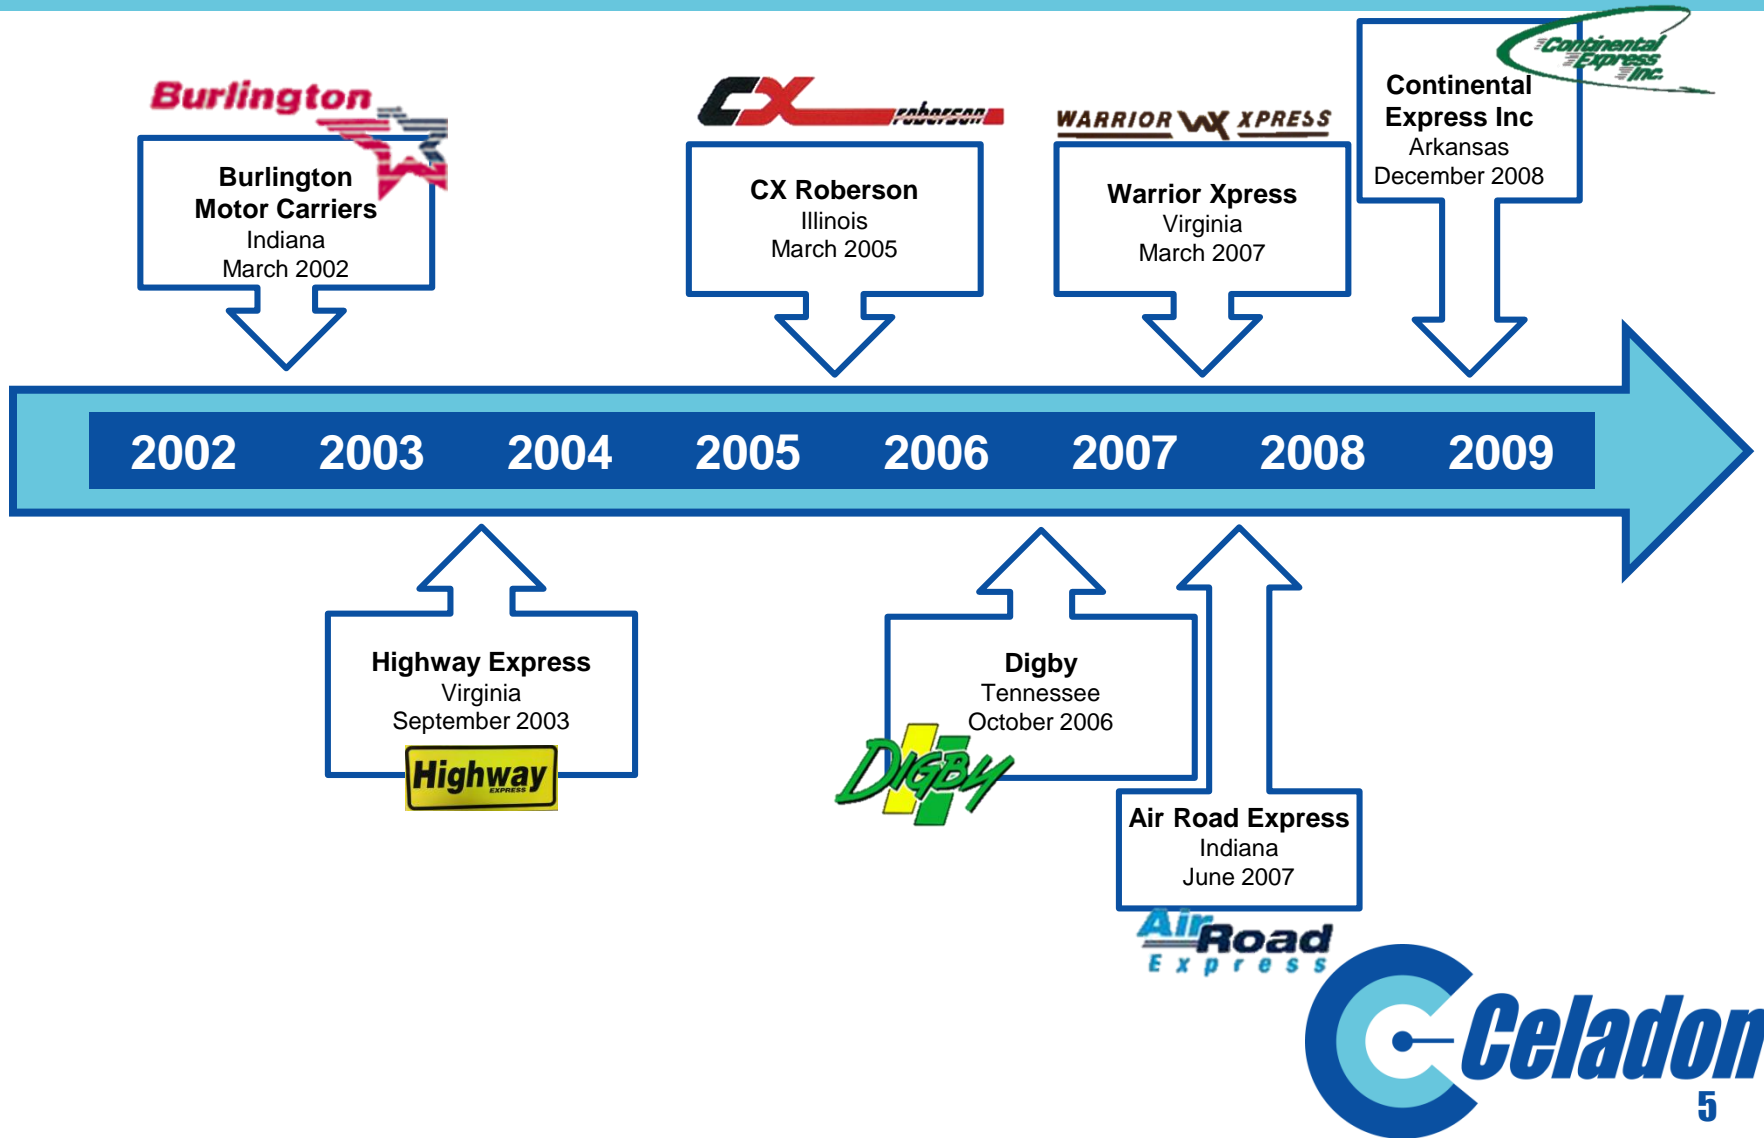 Burlington
Burlington
Motor Carriers
Indiana
March 2002
CX roberson
CX Roberson
Illinois
March 2005
WARRIOR WX XPRESS
Warrior Xpress
Virginia
March 2007
Continental
Express
Inc.
Continental
Express Inc
Arkansas
December 2008
2002 2003 2004 2005 2006 2007 2008 2009
Highway Express
Virginia
September 2003
Highway
EXPRESS
Digby
Tennessee
October 2006
DIGBY
Air Road Express
Indiana
June 2007
Air Road
Express
Celadon
5